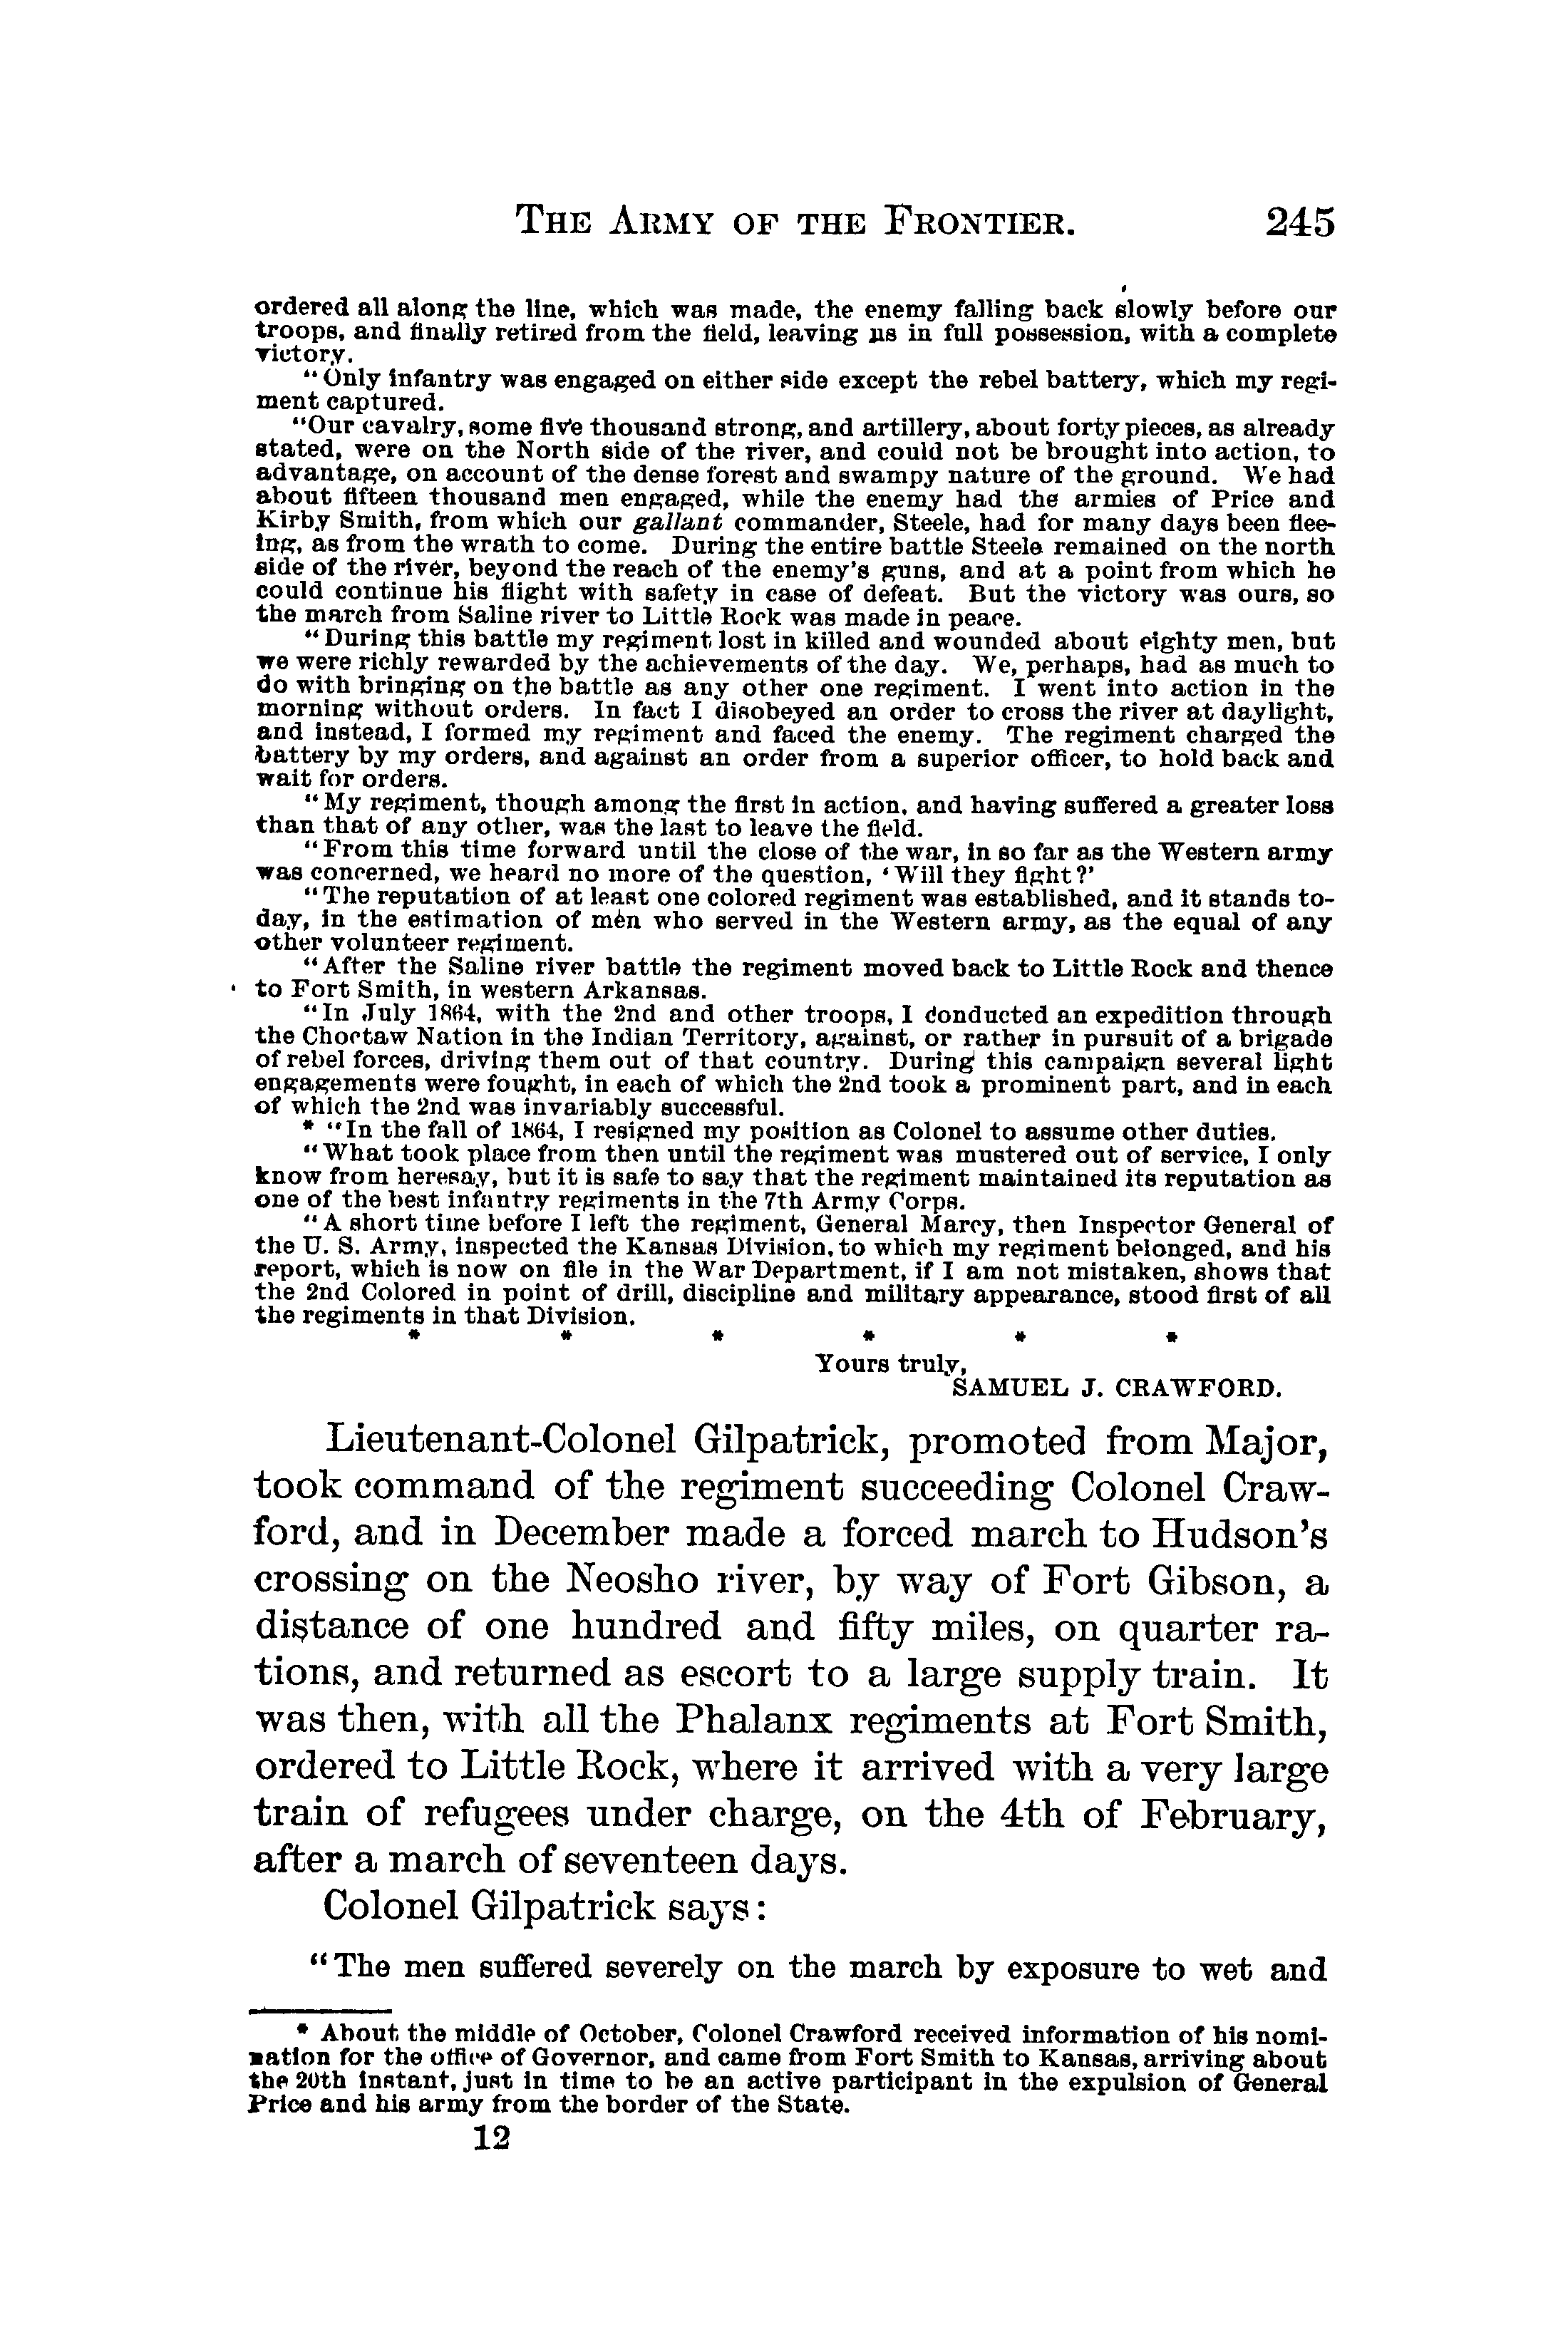 THE ARMY OF THE FRONTIER. 245
ordered all along the line, which was made, the enemy falling back slowly before our
troops, and finally retired from the field, leaving us in full possession, with a complete
victory.
"Only infantry was engaged on either side except the rebel battery, which my regi-
ment captured.
"Our cavalry, some five thousand strong, and artillery, about forty pieces, as already
stated, were on the North side of the river, and could not be brought into action, to
advantage, on account of the dense forest and swampy nature of the ground. We had
about fifteen thousand men engaged, while the enemy had the armies of Price and
Kirby Smith, from which our gallant commander, Steele, had for many days been flee-
ing, as from the wrath to come. During the entire battle Steele remained on the north
side of the river, beyond the reach of the enemy's guns, and at a point from which he
could continue his flight with safety in case of defeat. But the victory was ours, so
the march from Saline river to Little Rock was made in peace.
"During this battle my regiment lost in killed and wounded about eighty men, but
we were richly rewarded by the achievements of the day. We, perhaps, had as much to
do with bringing on the battle as any other one regiment. I went into action in the
morning without orders. In fact I disobeyed an order to cross the river at daylight,
and instead, I formed my regiment and faced the enemy. The regiment charged the
battery by my orders, and against an order from a superior officer, to hold back and
wait for orders.
"My regiment, though among the first in action, and having suffered a greater loss
than that of any other, was the last to leave the field.
"From this time forward until the close of the war, in so far as the Western army
was concerned, we heard no more of the question, 'Will they fight?'
"The reputation of at least one colored regiment was established, and it stands to-
day, in the estimation of men who served in the Western army, as the equal of any
other volunteer regiment.
"After the Saline river battle the regiment moved back to Little Rock and thence
to Fort Smith, in western Arkansas.
"In July 1864, with the 2nd and other troops, I conducted an expedition through
the Choctaw Nation in the Indian Territory, against, or rather in pursuit of a brigade
of rebel forces, driving them out of that country. During this campaign several light
engagements were fought, in each of which the 2nd took a prominent part, and in each
of which the 2nd was invariably successful.
* "In the fall of 1864, I resigned my position as Colonel to assume other duties.
"What took place from then until the regiment was mustered out of service, I only
know from heresay, but it is safe to say that the regiment maintained its reputation as
one of the best infantry regiments in the 7th Army Corps.
"A short time before I left the regiment, General Marcy, then Inspector General of
the U. S. Army, inspected the Kansas Division, to which my regiment belonged, and his
report, which is now on file in the War Department, if I am not mistaken, shows that
the 2nd Colored in point of drill, discipline and military appearance, stood first of all
the regiments in that Division.
* * * * * *
Yours truly,
SAMUEL J. CRAWFORD.
Lieutenant-Colonel Gilpatrick, promoted from Major,
took command of the regiment succeeding Colonel Craw-
ford, and in December made a forced march to Hudson's
crossing on the Neosho river, by way of Fort Gibson, a
distance of one hundred and fifty miles, on quarter ra-
tions, and returned as escort to a large supply train. It
was then, with all the Phalanx regiments at Fort Smith,
ordered to Little Rock, where it arrived with a very large
train of refugees under charge, on the 4th of February,
after a march of seventeen days.
Colonel Gilpatrick says:
"The men suffered severely on the march by exposure to wet and
* About the middle of October, Colonel Crawford received information of his nomi-
nation for the office of Governor, and came from Fort Smith to Kansas, arriving about
the 20th instant, just in time to be an active participant in the expulsion of General
Price and his army from the border of the State.
12